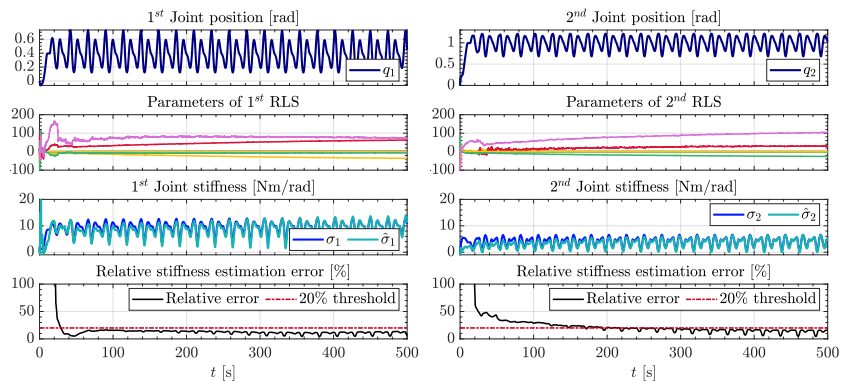 1st Joint position [rad]
0.6
0.4
0.2
0
q1
Parameters of 1st RLS
200
100
0
-100
1st Joint stiffness [Nm/rad]
20
10
0
σ1 σ̂1
Relative stiffness estimation error [%]
100
50
0
Relative error 20% threshold
0 100 200 300 400 500
t [s]
2nd Joint position [rad]
1
0.5
0
q2
Parameters of 2nd RLS
200
100
0
-100
2nd Joint stiffness [Nm/rad]
20
10
0
σ2 σ̂2
Relative stiffness estimation error [%]
100
50
0
Relative error 20% threshold
0 100 200 300 400 500
t [s]